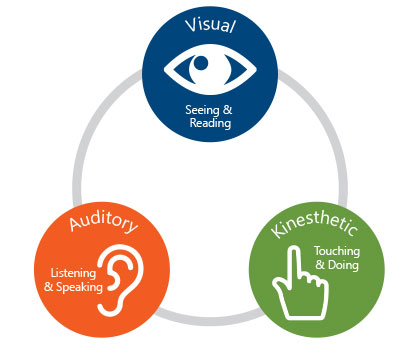 Visual
Seeing &
Reading
Auditory
Listening
& Speaking
Kinesthetic
Touching
& Doing